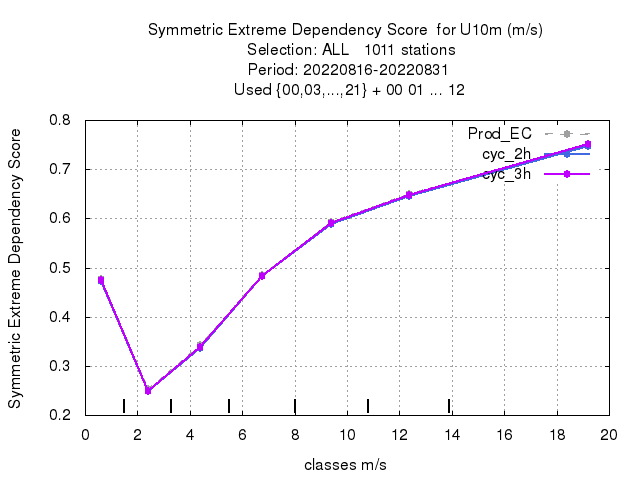 Symmetric Extreme Dependency Score  for U10m (m/s)
Selection: ALL   1011 stations
Period: 20220816-20220831
Used {00,03,...,21} + 00 01 ... 12
Symmetric Extreme Dependency Score
0.8
0.7
0.6
0.5
0.4
0.3
0.2
Prod_EC
cyc_2h
cyc_3h
0 2 4 6 8 10 12 14 16 18 20
classes m/s